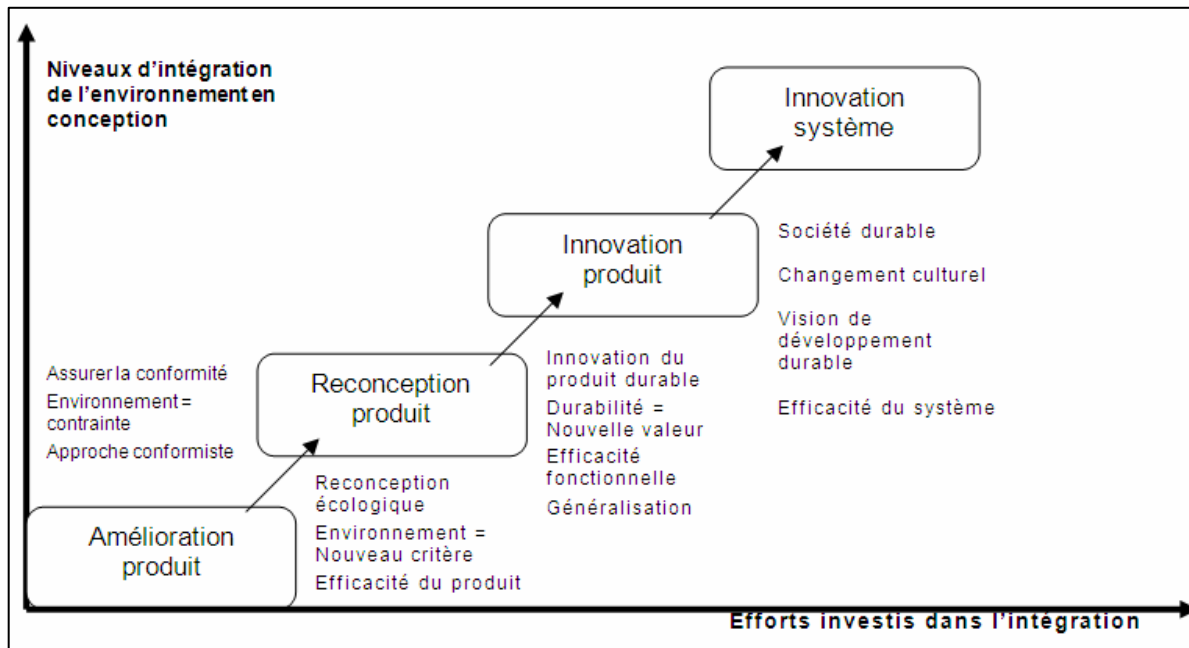 Niveaux d'intégration
de l'environnement en
conception
Innovation
système
Innovation
produit
Société durable
Changement culturel
Vision de
développement
durable
Efficacité du système
Assurer la conformité
Environnement =
contrainte
Approche conformiste
Reconception
produit
Innovation du
produit durable
Durabilité =
Nouvelle valeur
Efficacité
fonctionnelle
Généralisation
Amélioration
produit
Reconception
écologique
Environnement =
Nouveau critère
Efficacité du produit
Efforts investis dans l'intégration